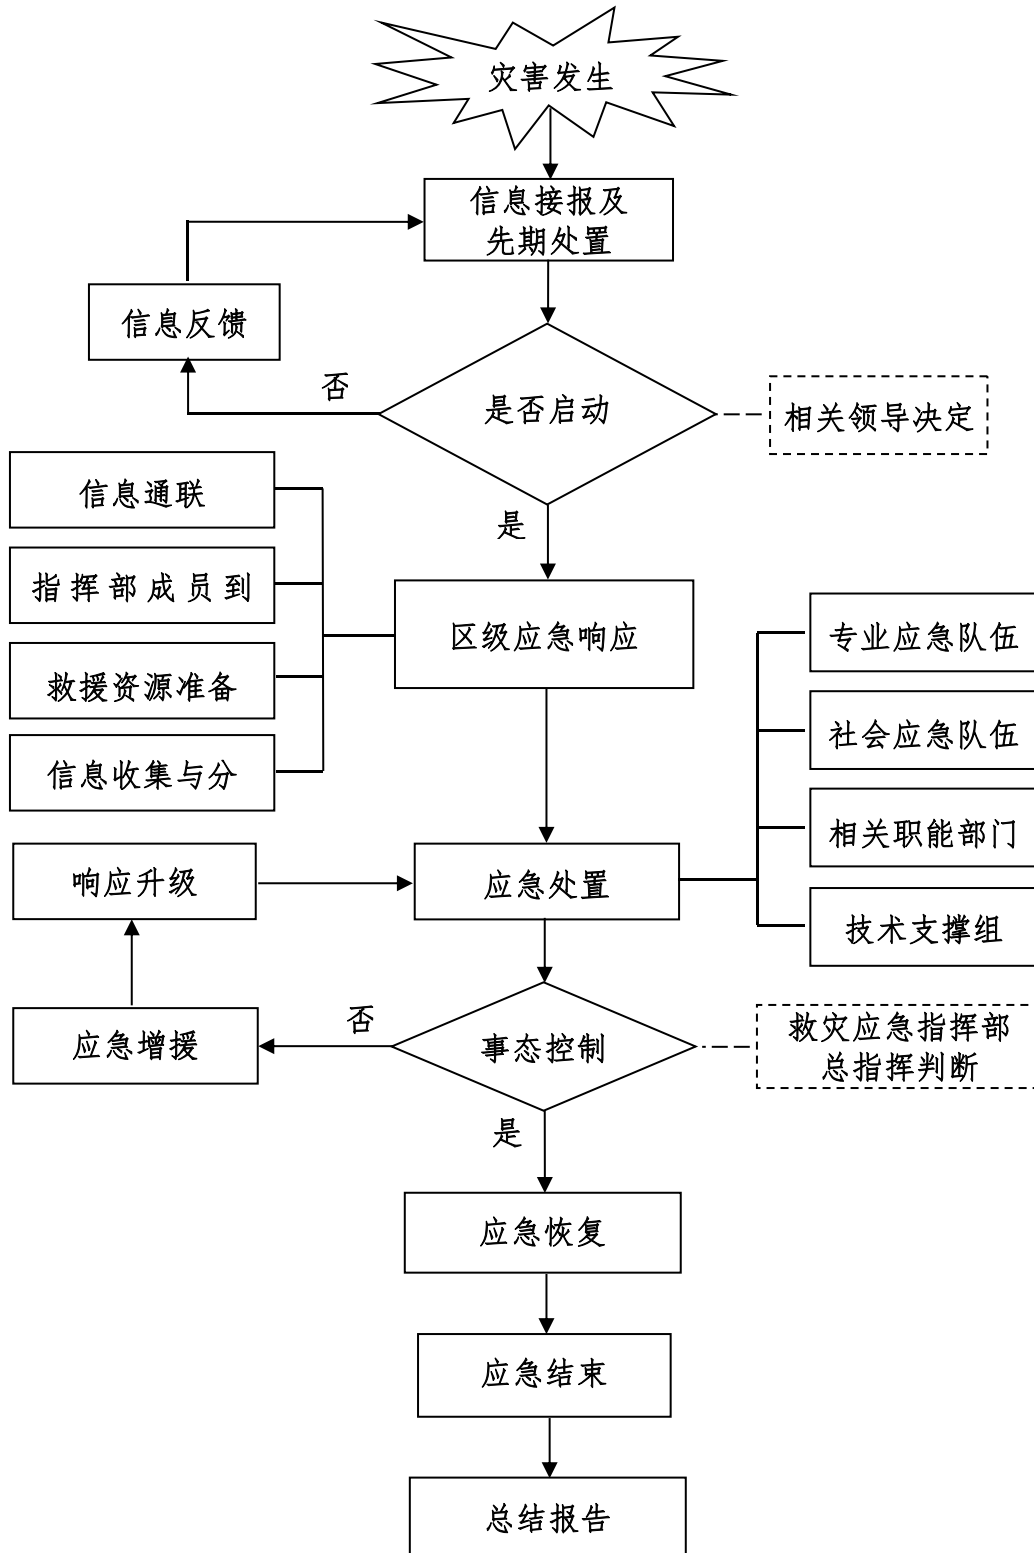 灾害发生
信息接报及
先期处置
信息反馈
否
是否启动
相关领导决定
是
信息通联
指挥部成员到
救援资源准备
信息收集与分
区级应急响应
专业应急队伍
社会应急队伍
相关职能部门
技术支撑组
响应升级
应急处置
应急增援
否
事态控制
救灾应急指挥部
总指挥判断
是
应急恢复
应急结束
总结报告